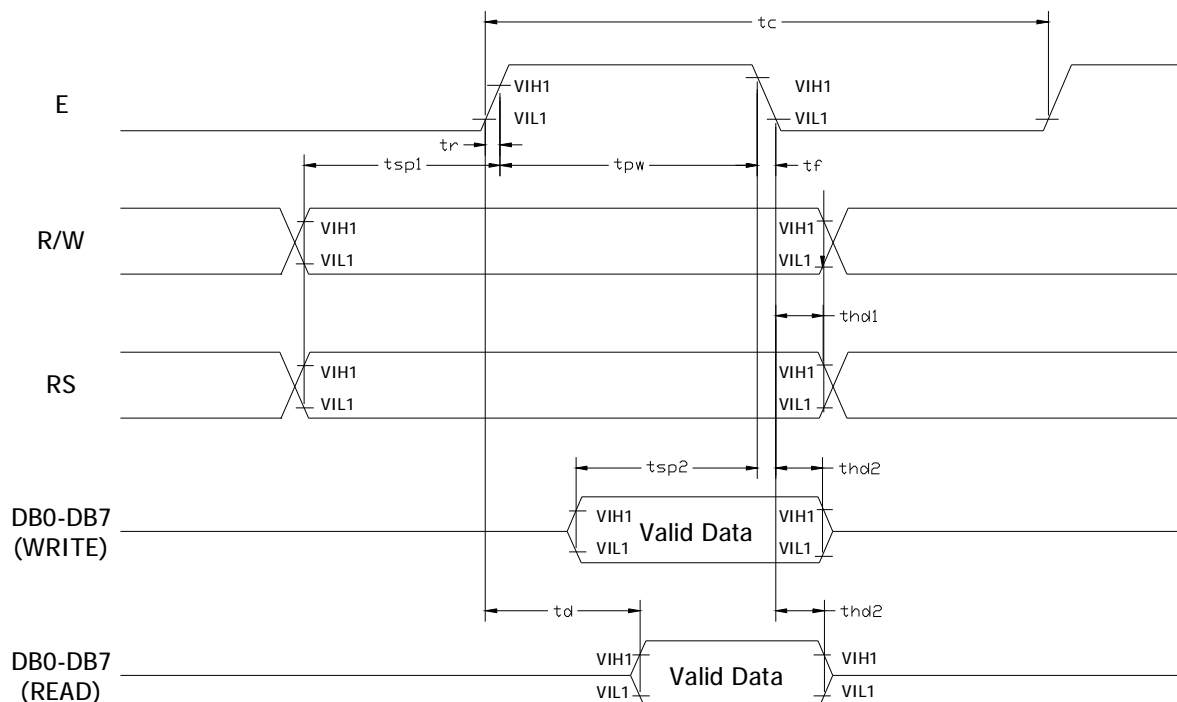 tc
E
VIH1
VIH1
VIL1
VIL1
tr
tsp1
tpw
tf
R/W
VIH1
VIH1
VIL1
VIL1
thd1
RS
VIH1
VIH1
VIL1
VIL1
tsp2
thd2
DB0-DB7
(WRITE)
VIH1
Valid Data
VIH1
VIL1
VIL1
td
thd2
DB0-DB7
(READ)
VIH1
Valid Data
VIH1
VIL1
VIL1